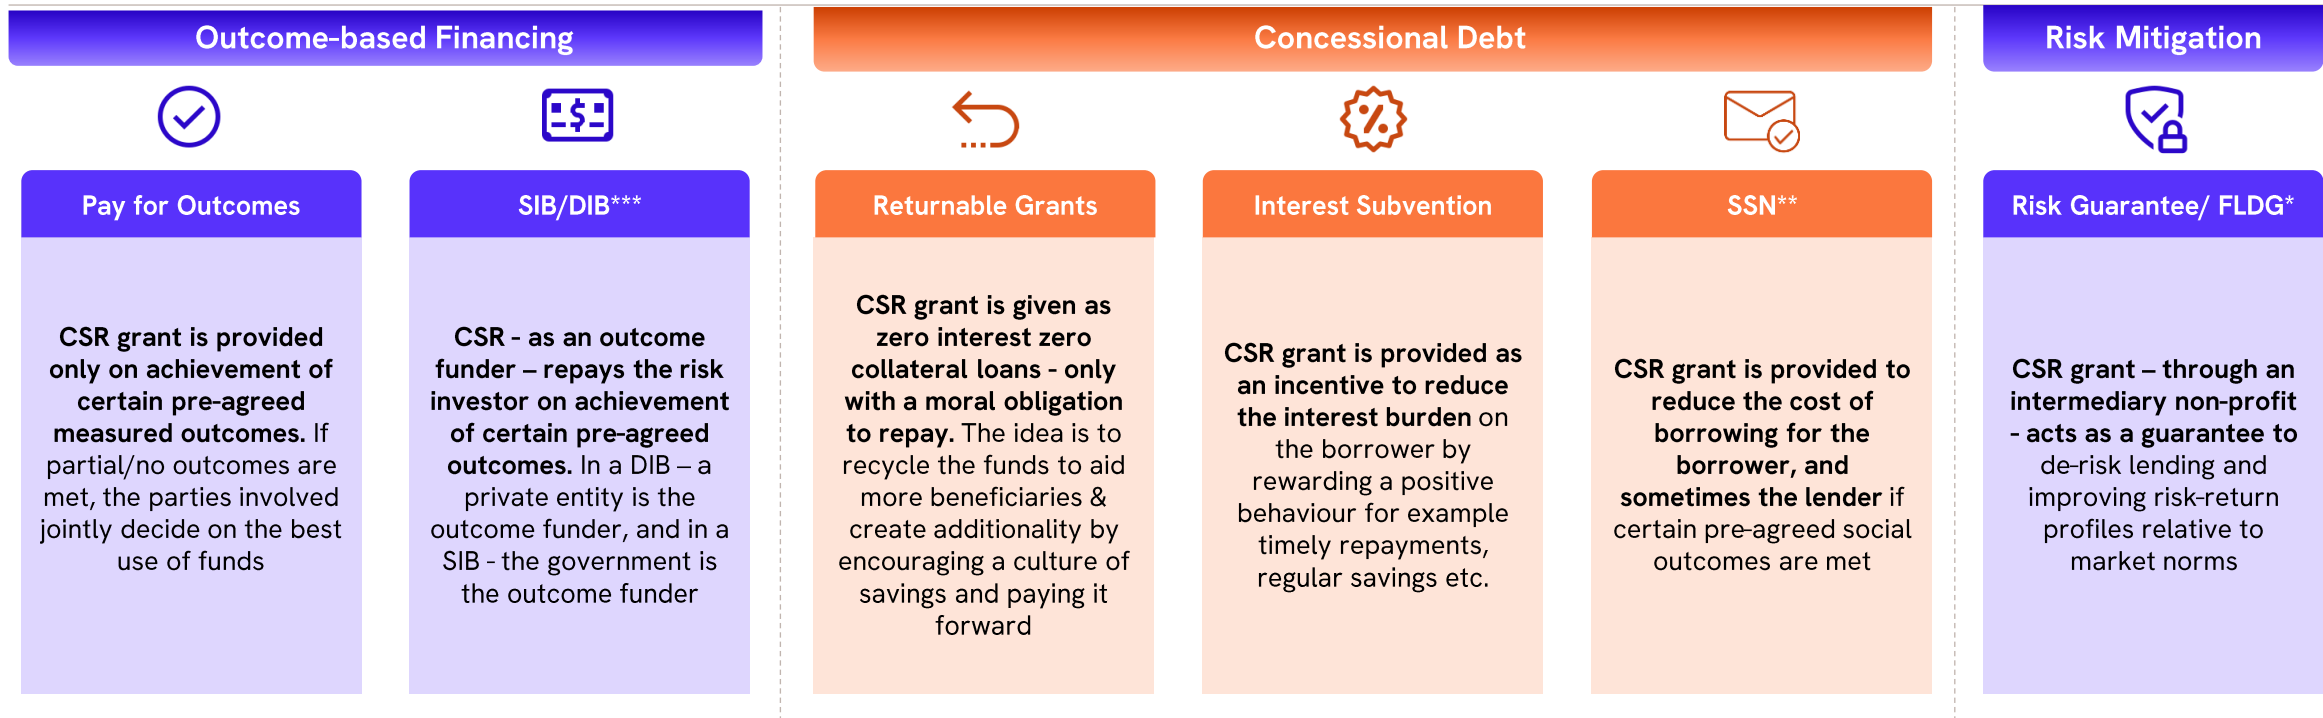 Outcome-based Financing
Concessional Debt
Risk Mitigation
Pay for Outcomes
CSR grant is provided
only on achievement of
certain pre-agreed
measured outcomes. If
partial/no outcomes are
met, the parties involved
jointly decide on the best
use of funds
SIB/DIB***
CSR - as an outcome
funder – repays the risk
investor on achievement
of certain pre-agreed
outcomes. In a DIB – a
private entity is the
outcome funder, and in a
SIB - the government is
the outcome funder
Returnable Grants
CSR grant is given as
zero interest zero
collateral loans - only
with a moral obligation
to repay. The idea is to
recycle the funds to aid
more beneficiaries &
create additionality by
encouraging a culture of
savings and paying it
forward
Interest Subvention
CSR grant is provided as
an incentive to reduce
the interest burden on
the borrower by
rewarding a positive
behaviour for example
timely repayments,
regular savings etc.
SSN**
CSR grant is provided to
reduce the cost of
borrowing for the
borrower, and
sometimes the lender if
certain pre-agreed social
outcomes are met
Risk Guarantee/ FLDG*
CSR grant – through an
intermediary non-profit
- acts as a guarantee to
de-risk lending and
improving risk-return
profiles relative to
market norms